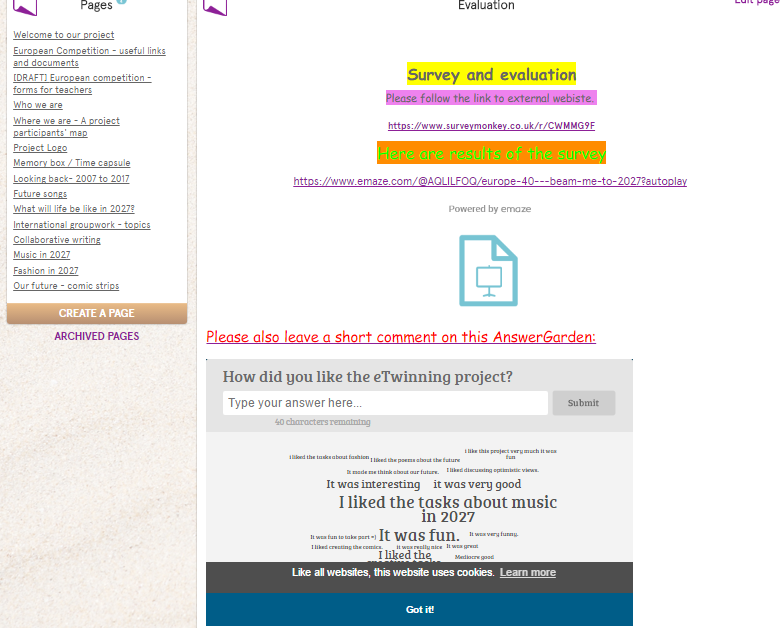 Pages
Evaluation
Edit page
Welcome to our project
European Competition - useful links
and documents
[DRAFT] European competition -
forms for teachers
Who we are
Where we are - A project
participants' map
Project Logo
Memory box / Time capsule
Looking back- 2007 to 2017
Future songs
What will life be like in 2027?
International groupwork - topics
Collaborative writing
Music in 2027
Fashion in 2027
Our future - comic strips
CREATE A PAGE
ARCHIVED PAGES
Survey and evaluation
Please follow the link to external webiste.
https://www.surveymonkey.co.uk/r/CWMMG9F
Here are results of the survey
https://www.emaze.com/@AQLILFOQ/europe-40---beam-me-to-2027?autoplay
Powered by emaze
Please also leave a short comment on this AnswerGarden:
How did you like the eTwinning project?
Type your answer here...
Submit
40 characters remaining
I like this project very much it was
fun
I liked the tasks about fashion
I liked the poems about the future
It made me think about our future.
I liked discussing optimistic views.
It was interesting
it was very good
I liked the tasks about music
in 2027
It was fun to take part =)
It was fun.
It was very funny.
I liked creating the comics.
it was really nice
It was great
I liked the
creative tasks
Mediocre good
Like all websites, this website uses cookies. Learn more
Got it!